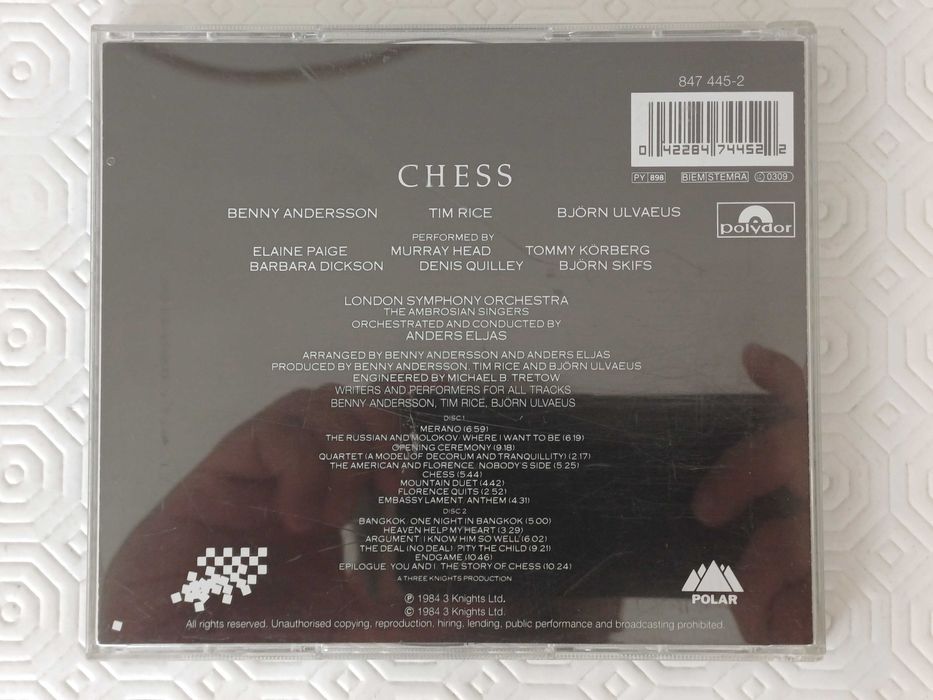 847 445-2
0 42284 74452 2
PY 898 BIEM STEMRA LC 0309
CHESS
BENNY ANDERSSON TIM RICE BJÖRN ULVAEUS
polydor
PERFORMED BY
ELAINE PAIGE MURRAY HEAD TOMMY KÖRBERG
BARBARA DICKSON DENIS QUILLEY BJÖRN SKIFS
LONDON SYMPHONY ORCHESTRA
THE AMBROSIAN SINGERS
ORCHESTRATED AND CONDUCTED BY
ANDERS ELJAS
ARRANGED BY BENNY ANDERSSON AND ANDERS ELJAS
PRODUCED BY BENNY ANDERSSON, TIM RICE AND BJÖRN ULVAEUS
ENGINEERED BY MICHAEL B. TRETOW
WRITERS AND PERFORMERS FOR ALL TRACKS
BENNY ANDERSSON, TIM RICE, BJÖRN ULVAEUS
DISC 1
MERANO (6.59)
THE RUSSIAN AND MOLOKOV: WHERE I WANT TO BE (6.19)
OPENING CEREMONY (9.18)
QUARTET (A MODEL OF DECORUM AND TRANQUILLITY) (2.17)
THE AMERICAN AND FLORENCE: NOBODY'S SIDE (5.25)
CHESS (5.44)
MOUNTAIN DUET (4.42)
FLORENCE QUITS (2.52)
EMBASSY LAMENT: ANTHEM (4.31)
DISC 2
BANGKOK: ONE NIGHT IN BANGKOK (5.00)
HEAVEN HELP MY HEART (3.29)
ARGUMENT: I KNOW HIM SO WELL (6.02)
THE DEAL (NO DEAL): PITY THE CHILD (9.21)
ENDGAME (10.46)
EPILOGUE: YOU AND I: THE STORY OF CHESS (10.24)
A THREE KNIGHTS PRODUCTION
℗ 1984 3 Knights Ltd.
© 1984 3 Knights Ltd.
POLAR
All rights reserved. Unauthorised copying, reproduction, hiring, lending, public performance and broadcasting prohibited.